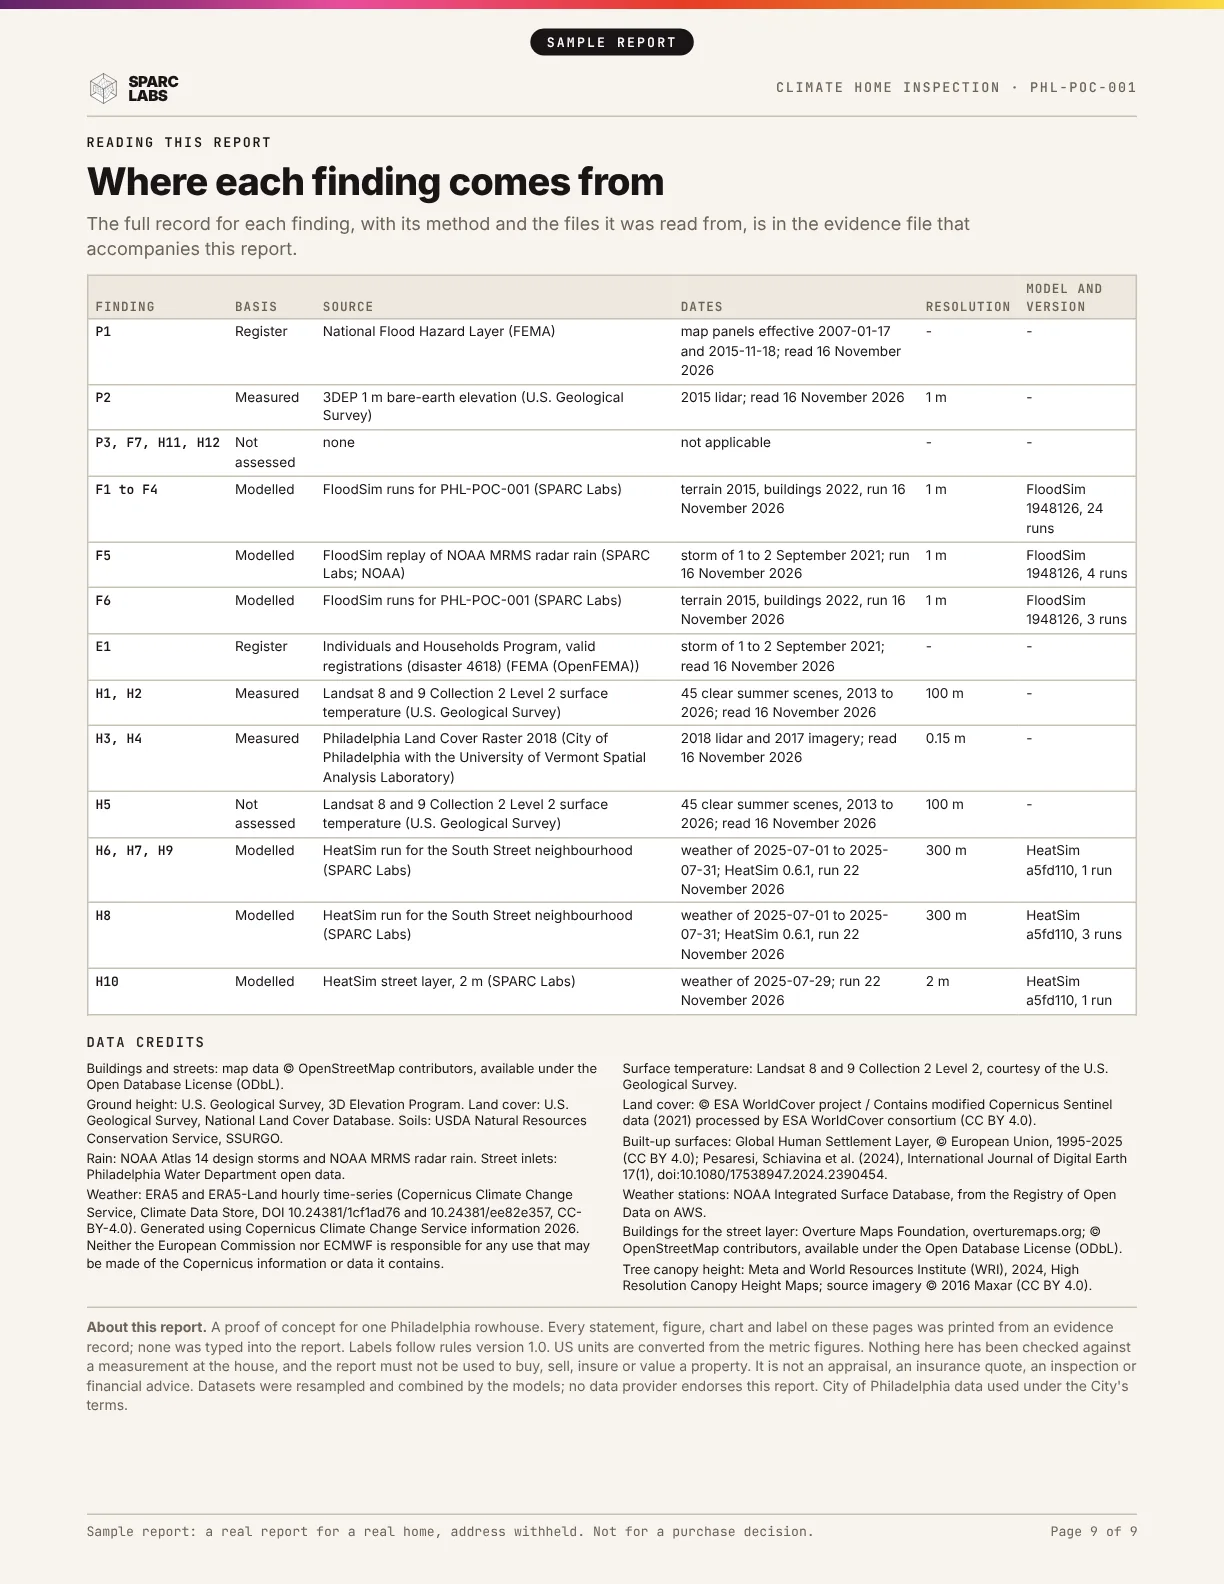 SAMPLE REPORT
SPARC
LABS
CLIMATE HOME INSPECTION · PHL-POC-001
READING THIS REPORT
Where each finding comes from
The full record for each finding, with its method and the files it was read from, is in the evidence file that
accompanies this report.
FINDING BASIS SOURCE DATES RESOLUTION MODEL AND
VERSION
P1 Register National Flood Hazard Layer (FEMA) map panels effective 2007-01-17 - -
and 2015-11-18; read 16 November
2026
P2 Measured 3DEP 1 m bare-earth elevation (U.S. Geological 2015 lidar; read 16 November 2026 1 m -
Survey)
P3, F7, H11, H12 Not none not applicable - -
assessed
F1 to F4 Modelled FloodSim runs for PHL-POC-001 (SPARC Labs) terrain 2015, buildings 2022, run 16 1 m FloodSim
November 2026 1948126, 24
runs
F5 Modelled FloodSim replay of NOAA MRMS radar rain (SPARC storm of 1 to 2 September 2021; run 1 m FloodSim
Labs; NOAA) 16 November 2026 1948126, 4 runs
F6 Modelled FloodSim runs for PHL-POC-001 (SPARC Labs) terrain 2015, buildings 2022, run 16 1 m FloodSim
November 2026 1948126, 3 runs
E1 Register Individuals and Households Program, valid storm of 1 to 2 September 2021; - -
registrations (disaster 4618) (FEMA (OpenFEMA)) read 16 November 2026
H1, H2 Measured Landsat 8 and 9 Collection 2 Level 2 surface 45 clear summer scenes, 2013 to 100 m -
temperature (U.S. Geological Survey) 2026; read 16 November 2026
H3, H4 Measured Philadelphia Land Cover Raster 2018 (City of 2018 lidar and 2017 imagery; read 0.15 m -
Philadelphia with the University of Vermont Spatial 16 November 2026
Analysis Laboratory)
H5 Not Landsat 8 and 9 Collection 2 Level 2 surface 45 clear summer scenes, 2013 to 100 m -
assessed temperature (U.S. Geological Survey) 2026; read 16 November 2026
H6, H7, H9 Modelled HeatSim run for the South Street neighbourhood weather of 2025-07-01 to 2025- 300 m HeatSim
(SPARC Labs) 07-31; HeatSim 0.6.1, run 22 a5fd110, 1 run
November 2026
H8 Modelled HeatSim run for the South Street neighbourhood weather of 2025-07-01 to 2025- 300 m HeatSim
(SPARC Labs) 07-31; HeatSim 0.6.1, run 22 a5fd110, 3 runs
November 2026
H10 Modelled HeatSim street layer, 2 m (SPARC Labs) weather of 2025-07-29; run 22 2 m HeatSim
November 2026 a5fd110, 1 run
DATA CREDITS
Buildings and streets: map data © OpenStreetMap contributors, available under the
Open Database License (ODbL).
Ground height: U.S. Geological Survey, 3D Elevation Program. Land cover: U.S.
Geological Survey, National Land Cover Database. Soils: USDA Natural Resources
Conservation Service, SSURGO.
Rain: NOAA Atlas 14 design storms and NOAA MRMS radar rain. Street inlets:
Philadelphia Water Department open data.
Weather: ERA5 and ERA5-Land hourly time-series (Copernicus Climate Change
Service, Climate Data Store, DOI 10.24381/1cf1ad76 and 10.24381/ee82e357, CC-
BY-4.0). Generated using Copernicus Climate Change Service information 2026.
Neither the European Commission nor ECMWF is responsible for any use that may
be made of the Copernicus information or data it contains.
Surface temperature: Landsat 8 and 9 Collection 2 Level 2, courtesy of the U.S.
Geological Survey.
Land cover: © ESA WorldCover project / Contains modified Copernicus Sentinel
data (2021) processed by ESA WorldCover consortium (CC BY 4.0).
Built-up surfaces: Global Human Settlement Layer, © European Union, 1995-2025
(CC BY 4.0); Pesaresi, Schiavina et al. (2024), International Journal of Digital Earth
17(1), doi:10.1080/17538947.2024.2390454.
Weather stations: NOAA Integrated Surface Database, from the Registry of Open
Data on AWS.
Buildings for the street layer: Overture Maps Foundation, overturemaps.org; ©
OpenStreetMap contributors, available under the Open Database License (ODbL).
Tree canopy height: Meta and World Resources Institute (WRI), 2024, High
Resolution Canopy Height Maps; source imagery © 2016 Maxar (CC BY 4.0).
About this report. A proof of concept for one Philadelphia rowhouse. Every statement, figure, chart and label on these pages was printed from an evidence
record; none was typed into the report. Labels follow rules version 1.0. US units are converted from the metric figures. Nothing here has been checked against
a measurement at the house, and the report must not be used to buy, sell, insure or value a property. It is not an appraisal, an insurance quote, an inspection or
financial advice. Datasets were resampled and combined by the models; no data provider endorses this report. City of Philadelphia data used under the City's
terms.
Sample report: a real report for a real home, address withheld. Not for a purchase decision.
Page 9 of 9